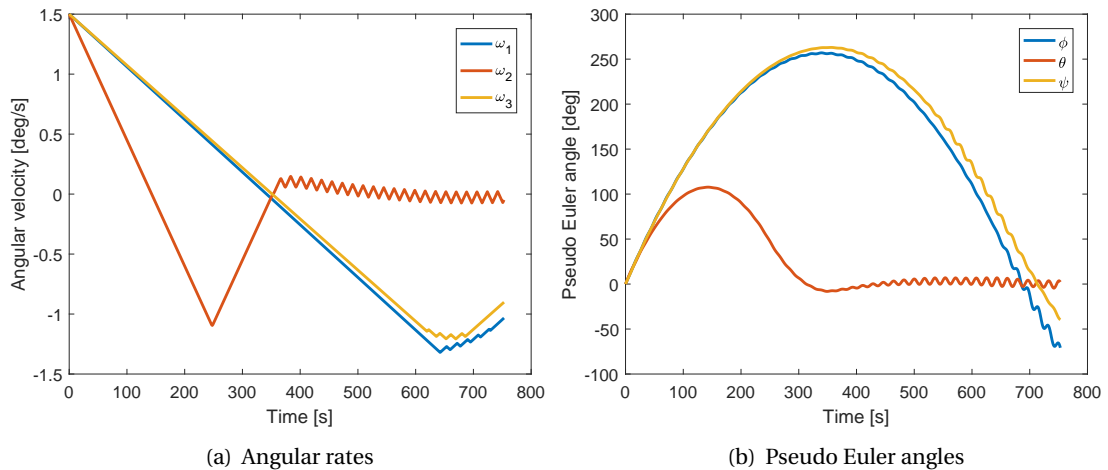 1.5
1
0.5
0
-0.5
-1
-1.5
Angular velocity [deg/s]
0 100 200 300 400 500 600 700 800
Time [s]
ω1
ω2
ω3
(a) Angular rates
300
250
200
150
100
50
0
-50
-100
Pseudo Euler angle [deg]
0 100 200 300 400 500 600 700 800
Time [s]
ϕ
θ
ψ
(b) Pseudo Euler angles